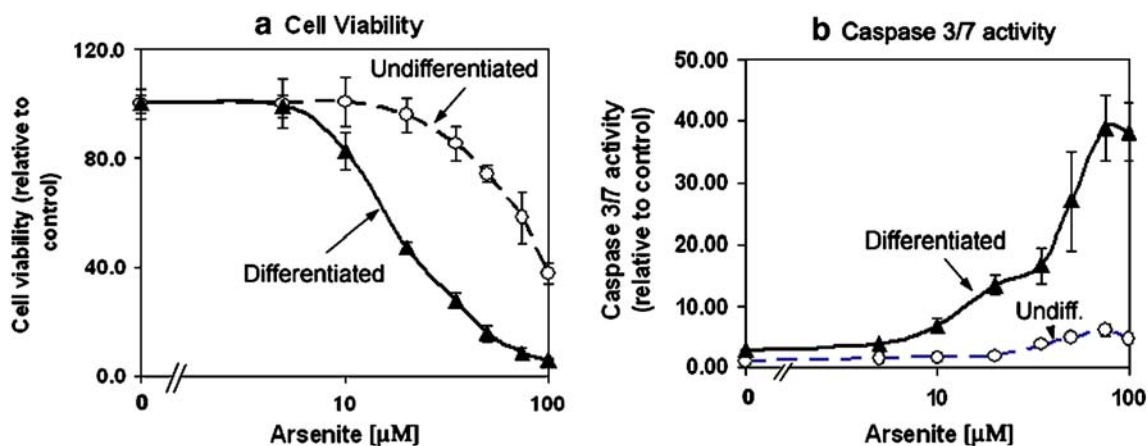 a Cell Viability
120.0
80.0
40.0
0.0
Cell viability (relative to
control)
Undifferentiated
Differentiated
0
10
100
Arsenite [μM]
b Caspase 3/7 activity
50.00
40.00
30.00
20.00
10.00
0.00
Caspase 3/7 activity
(relative to control)
Differentiated
Undiff.
0
10
100
Arsenite [μM]